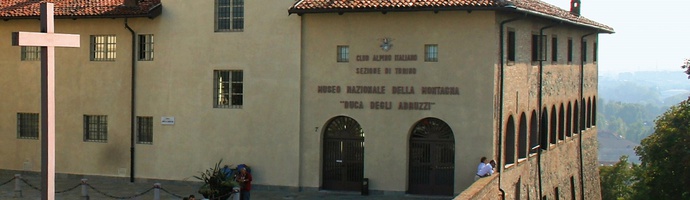 CLUB ALPINO ITALIANO
SEZIONE DI TORINO
MUSEO NAZIONALE DELLA MONTAGNA
"DUCA DEGLI ABRUZZI"